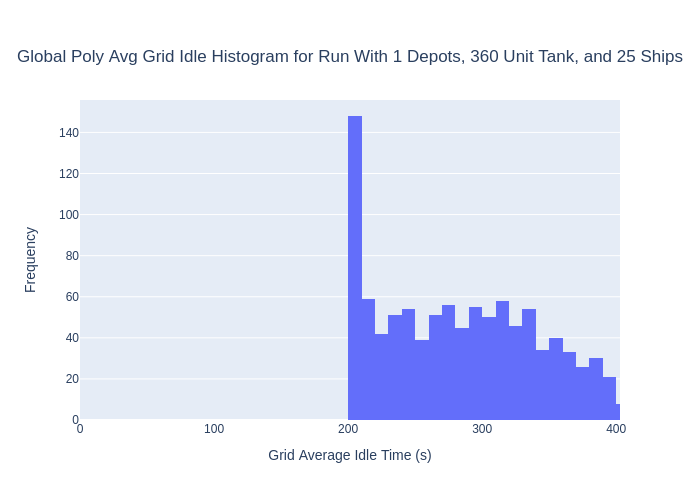 Global Poly Avg Grid Idle Histogram for Run With 1 Depots, 360 Unit Tank, and 25 Ships
140
120
100
80
60
40
20
0
Frequency
0 100 200 300 400
Grid Average Idle Time (s)